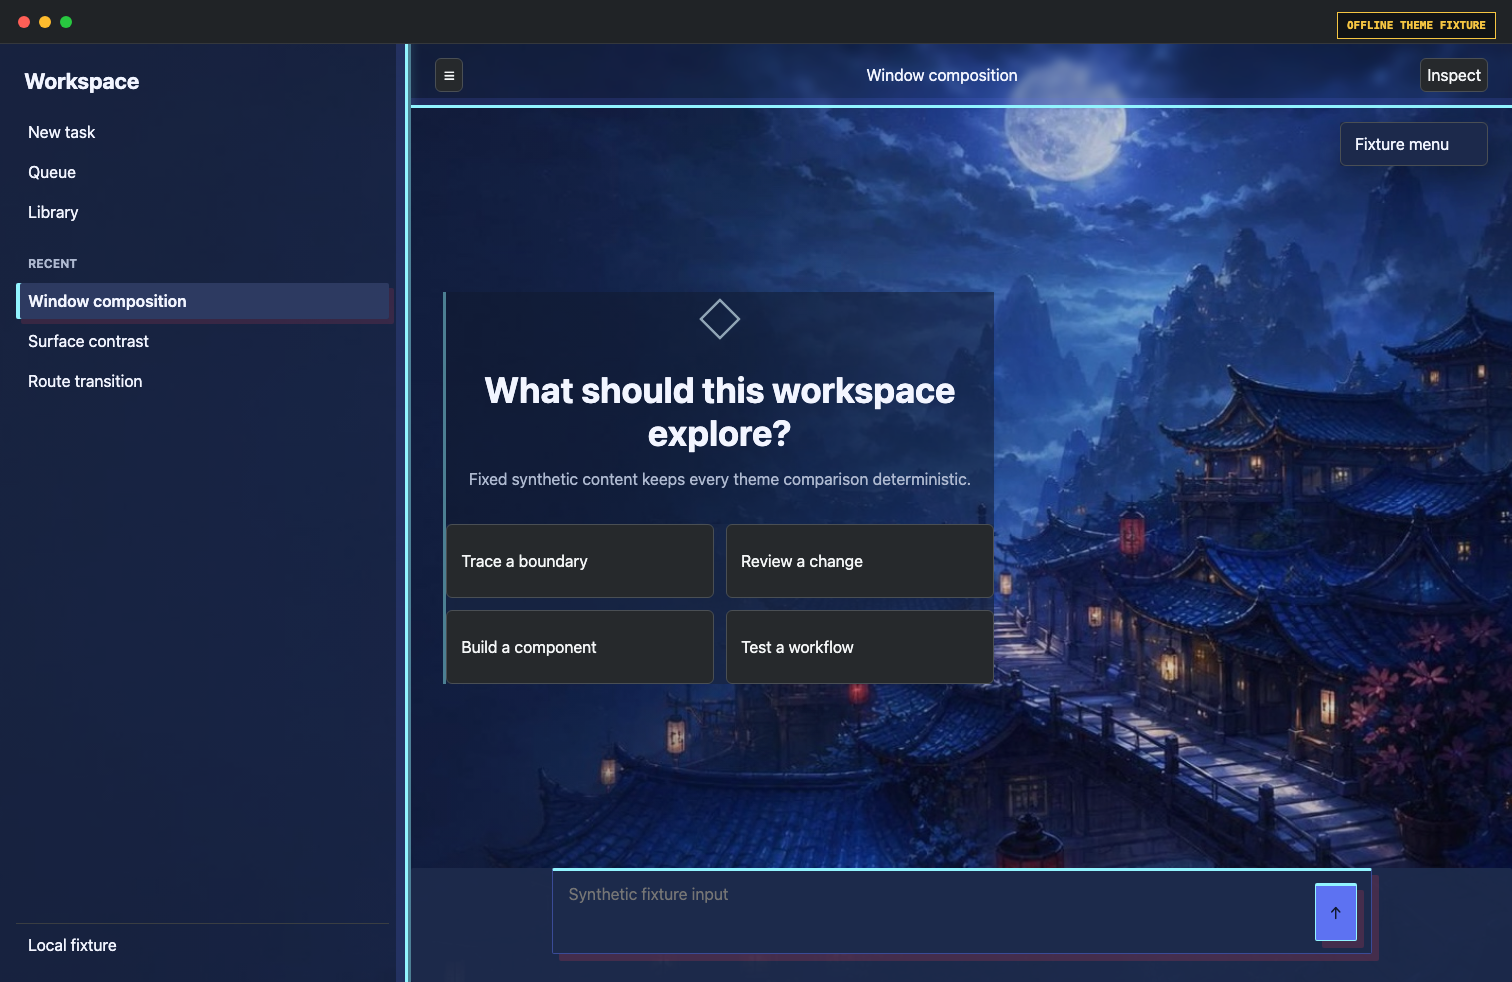 OFFLINE THEME FIXTURE
Workspace
New task
Queue
Library
RECENT
Window composition
Surface contrast
Route transition
Local fixture
Window composition
Inspect
Fixture menu
What should this workspace
explore?
Fixed synthetic content keeps every theme comparison deterministic.
Trace a boundary
Review a change
Build a component
Test a workflow
Synthetic fixture input